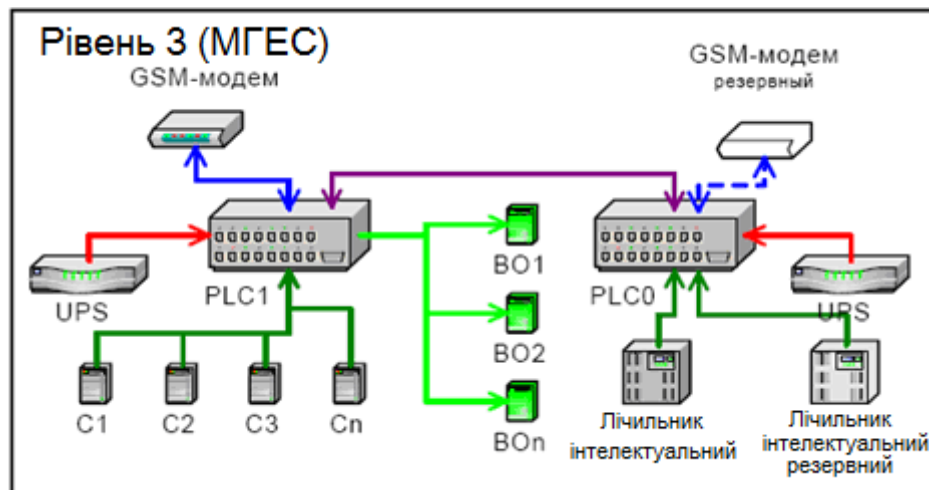 Рівень 3 (МГЕС)
GSM-модем
GSM-модем
резервный
UPS
PLC1
BO1
PLC0
UPS
BO2
C1
C2
C3
Cn
BOn
Лічильник
інтелектуальний
Лічильник
інтелектуальний
резервний